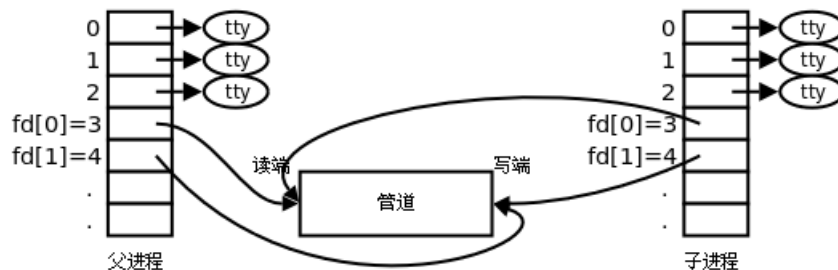 0 tty
1 tty
2 tty
fd[0]=3
fd[1]=4
.
.
父进程
读端
管道
写端
0 tty
1 tty
2 tty
fd[0]=3
fd[1]=4
.
.
子进程